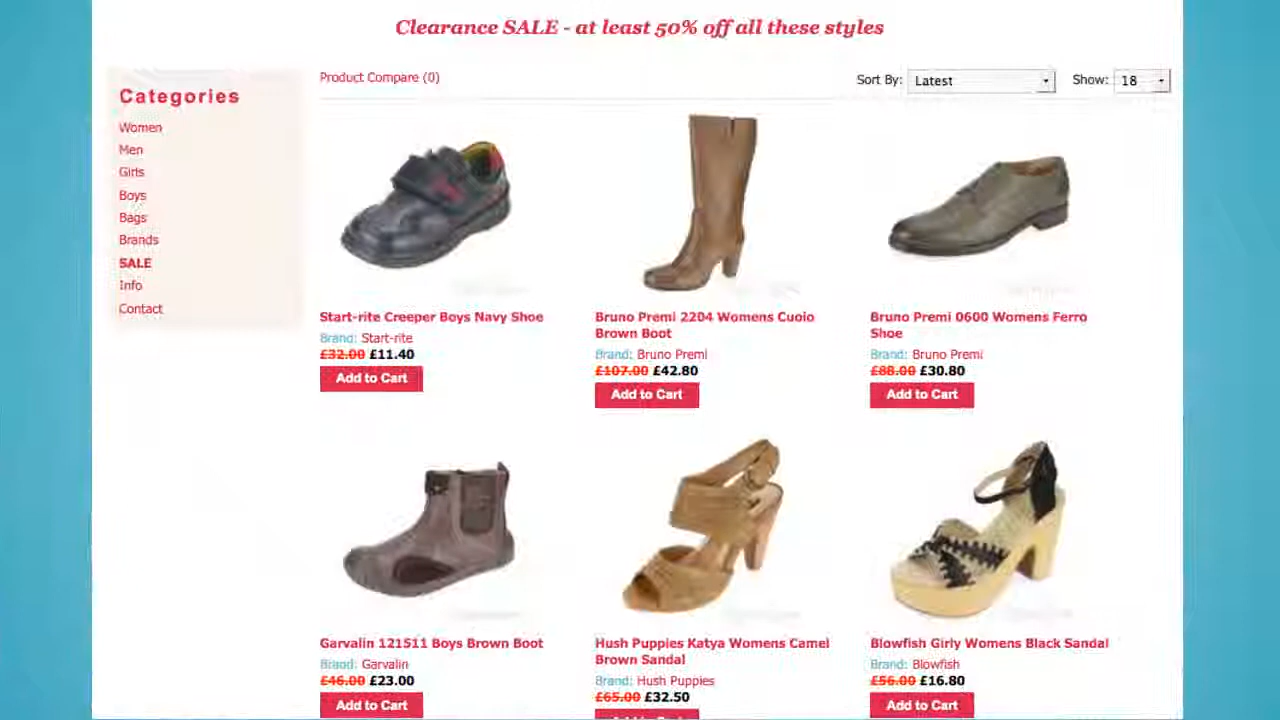 Clearance SALE - at least 50% off all these styles
Categories
Women
Men
Girls
Boys
Bags
Brands
SALE
Info
Contact
Product Compare (0)
Sort By: Latest Show: 18
Start-rite Creeper Boys Navy Shoe
Brand: Start-rite
£32.00 £11.40
Add to Cart
Bruno Premi 2204 Womens Cuoio
Brown Boot
Brand: Bruno Premi
£107.00 £42.80
Add to Cart
Bruno Premi 0600 Womens Ferro
Shoe
Brand: Bruno Premi
£88.00 £30.80
Add to Cart
Garvalin 121511 Boys Brown Boot
Brand: Garvalin
£46.00 £23.00
Add to Cart
Hush Puppies Katya Womens Camel
Brown Sandal
Brand: Hush Puppies
£65.00 £32.50
Blowfish Girly Womens Black Sandal
Brand: Blowfish
£56.00 £16.80
Add to Cart